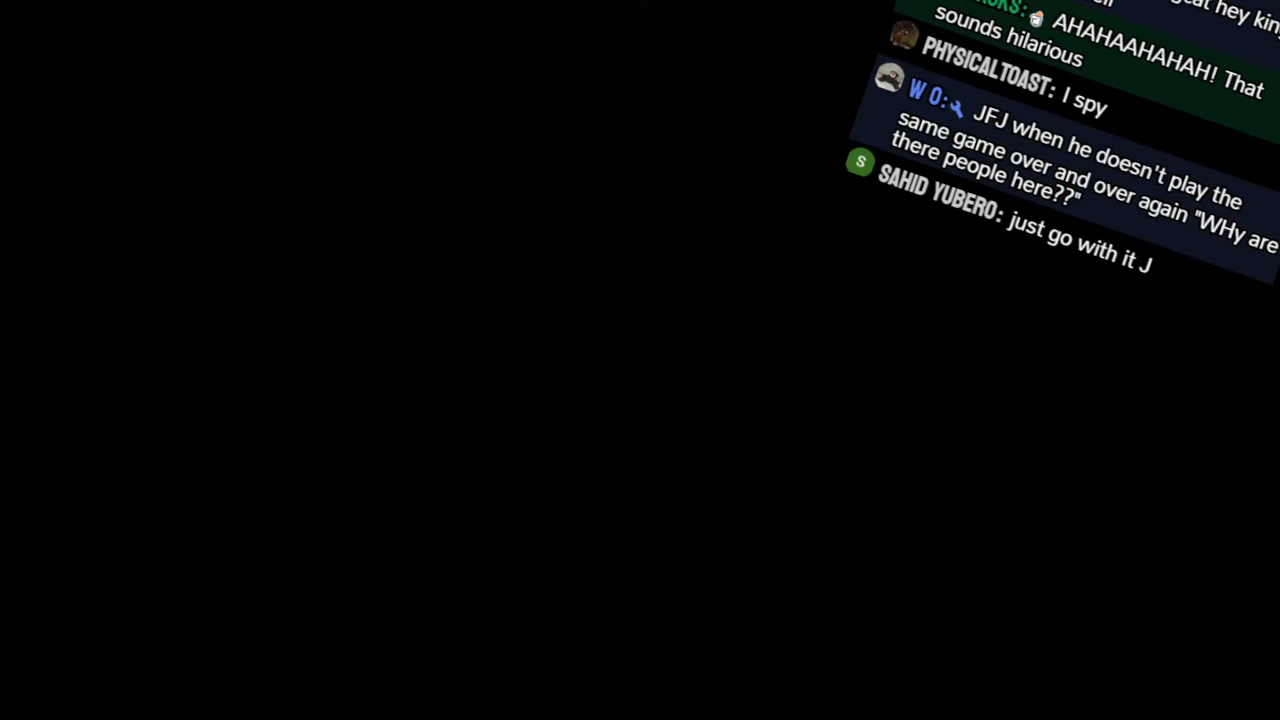 hey
AHAHAAHAHAH! That
sounds hilarious
PHYSICALTOAST: I spy
W O: JFJ when he doesn't play the
same game over and over again "WHy are
there people here??"
S SAHID YUBERO: just go with it J